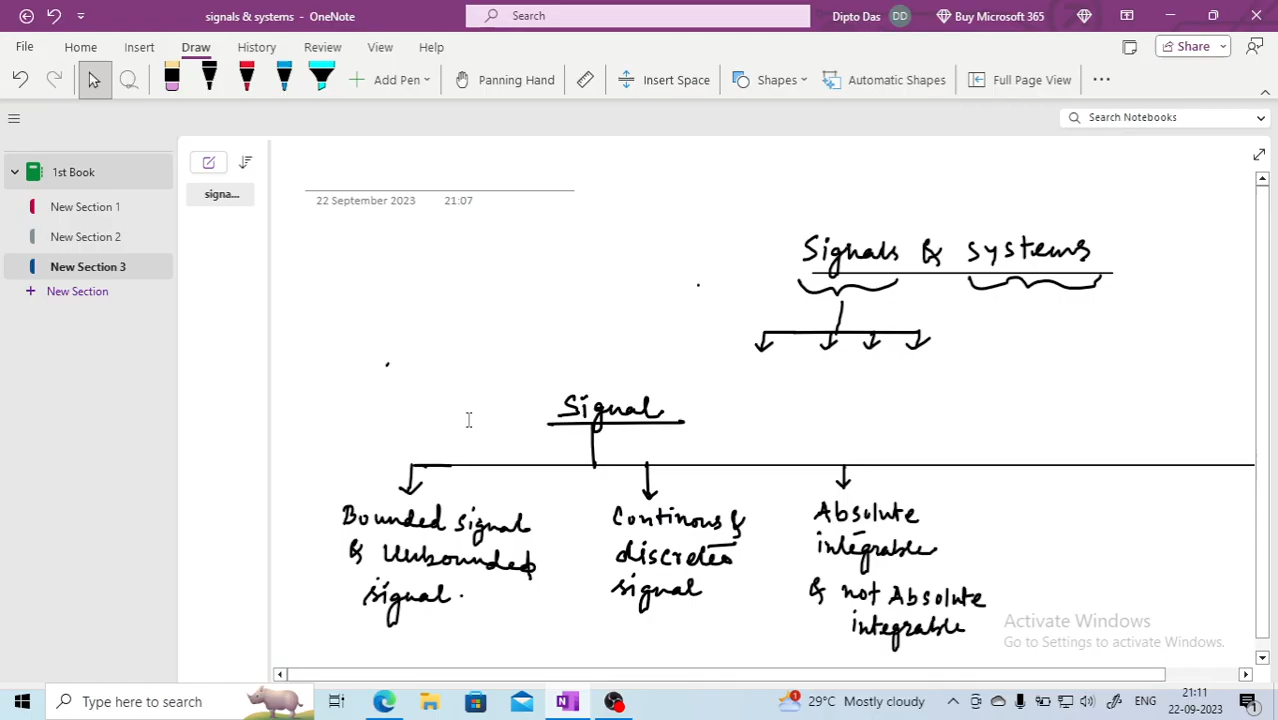 signals & systems - OneNote
Search
Dipto Das
DD
Buy Microsoft 365
File
Home
Insert
Draw
History
Review
View
Help
Share
Add Pen
Panning Hand
Insert Space
Shapes
Automatic Shapes
Full Page View
Search Notebooks
1st Book
New Section 1
New Section 2
New Section 3
New Section
signa...
22 September 2023
21:07
Signals & systems
Signal
Bounded signal
& Unbounded
signal.
Continous &
discretes
signal
Absolute
integrable
& not Absolute
integrable
Activate Windows
Go to Settings to activate Windows.
Type here to search
1
29°C Mostly cloudy
ENG
21:11
22-09-2023
1